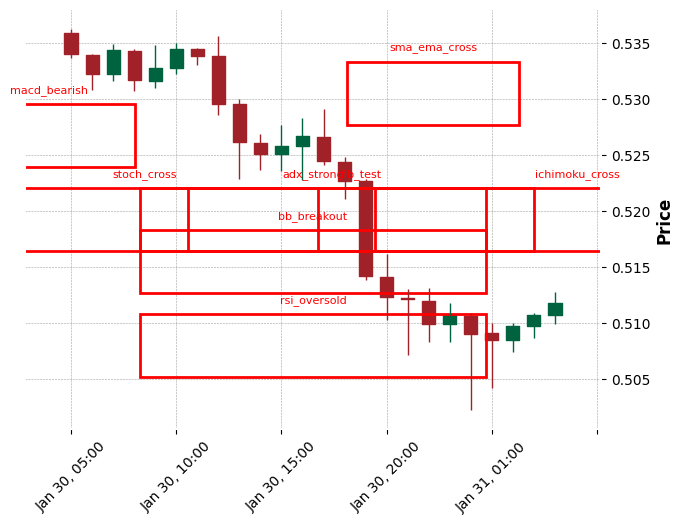 sma_ema_cross
0.535
macd_bearish
0.530
0.525
stoch_cross
adx_strength_test
ichimoku_cross
0.520
bb_breakout
Price
0.515
rsi_oversold
0.510
0.505
Jan 30, 05:00
Jan 30, 10:00
Jan 30, 15:00
Jan 30, 20:00
Jan 31, 01:00